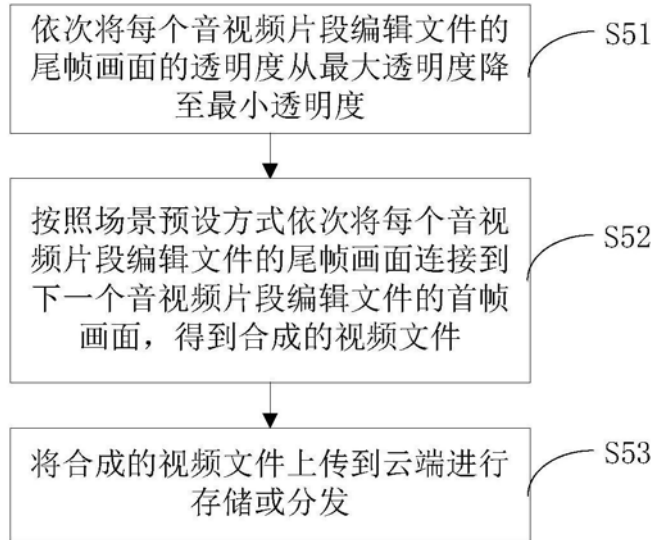 依次将每个音视频片段编辑文件的
尾帧画面的透明度从最大透明度降
至最小透明度
S51
按照场景预设方式依次将每个音视
频片段编辑文件的尾帧画面连接到
下一个音视频片段编辑文件的首帧
画面，得到合成的视频文件
S52
将合成的视频文件上传到云端进行
存储或分发
S53